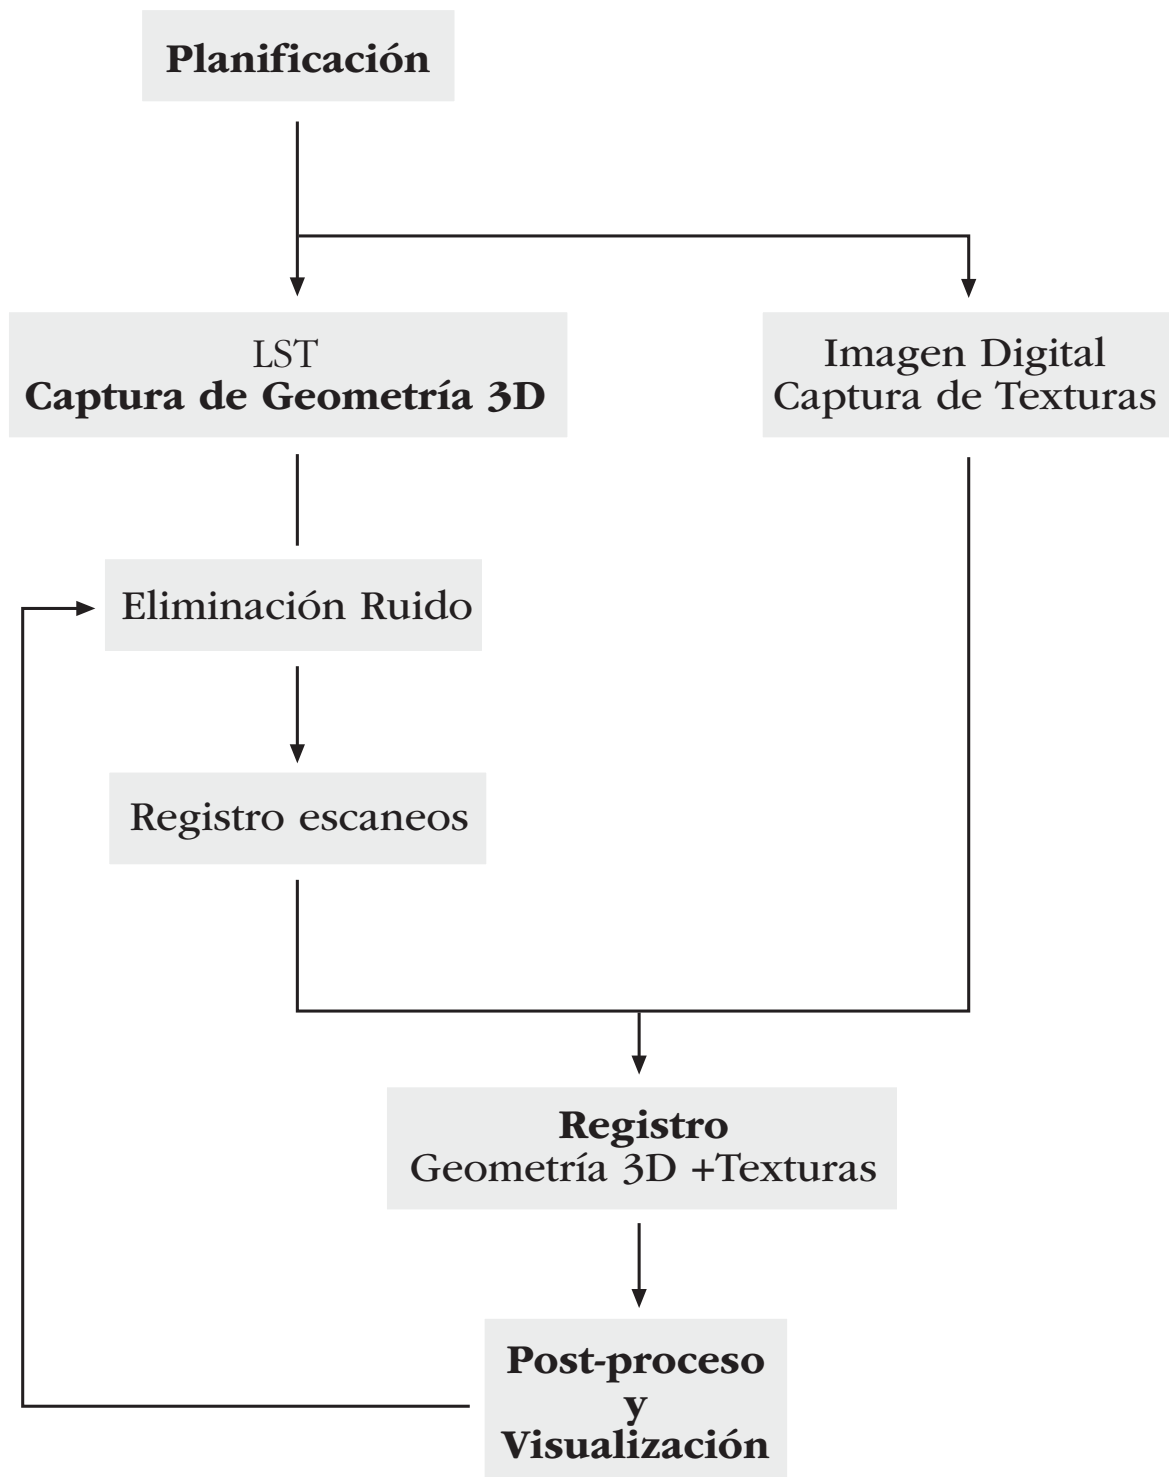 Planificación
LST
Captura de Geometría 3D
Imagen Digital
Captura de Texturas
Eliminación Ruido
Registro escaneos
Registro
Geometría 3D +Texturas
Post-proceso
y
Visualización